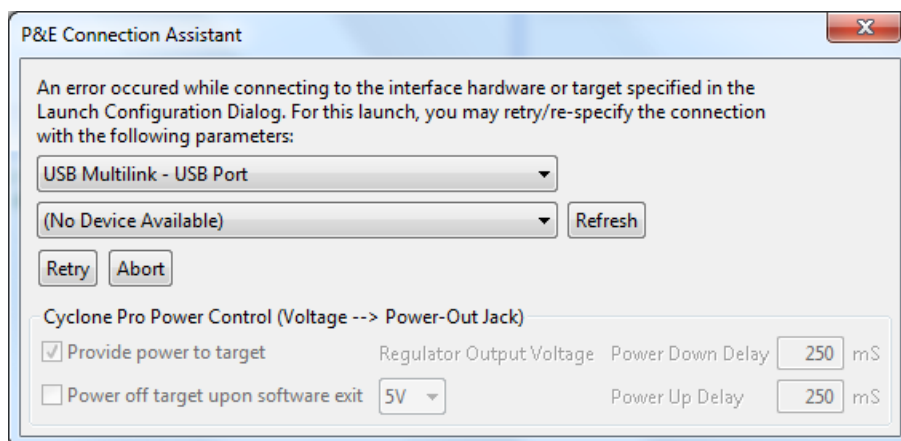 P&E Connection Assistant
An error occured while connecting to the interface hardware or target specified in the
Launch Configuration Dialog. For this launch, you may retry/re-specify the connection
with the following parameters:
USB Multilink - USB Port
(No Device Available)
Refresh
Retry Abort
Cyclone Pro Power Control (Voltage --> Power-Out Jack)
Provide power to target Regulator Output Voltage Power Down Delay 250 mS
Power off target upon software exit 5V Power Up Delay 250 mS